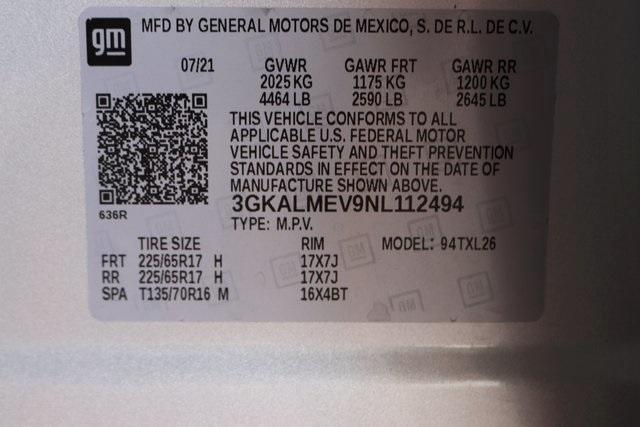 gm
MFD BY GENERAL MOTORS DE MEXICO, S. DE R.L. DE C.V.
07/21 GVWR GAWR FRT GAWR RR
2025 KG 1175 KG 1200 KG
4464 LB 2590 LB 2645 LB
THIS VEHICLE CONFORMS TO ALL
APPLICABLE U.S. FEDERAL MOTOR
VEHICLE SAFETY AND THEFT PREVENTION
STANDARDS IN EFFECT ON THE DATE OF
MANUFACTURE SHOWN ABOVE.
3GKALMEV9NL112494
636R
TYPE: M.P.V.
TIRE SIZE RIM MODEL: 94TXL26
FRT 225/65R17 H 17X7J
RR 225/65R17 H 17X7J
SPA T135/70R16 M 16X4BT